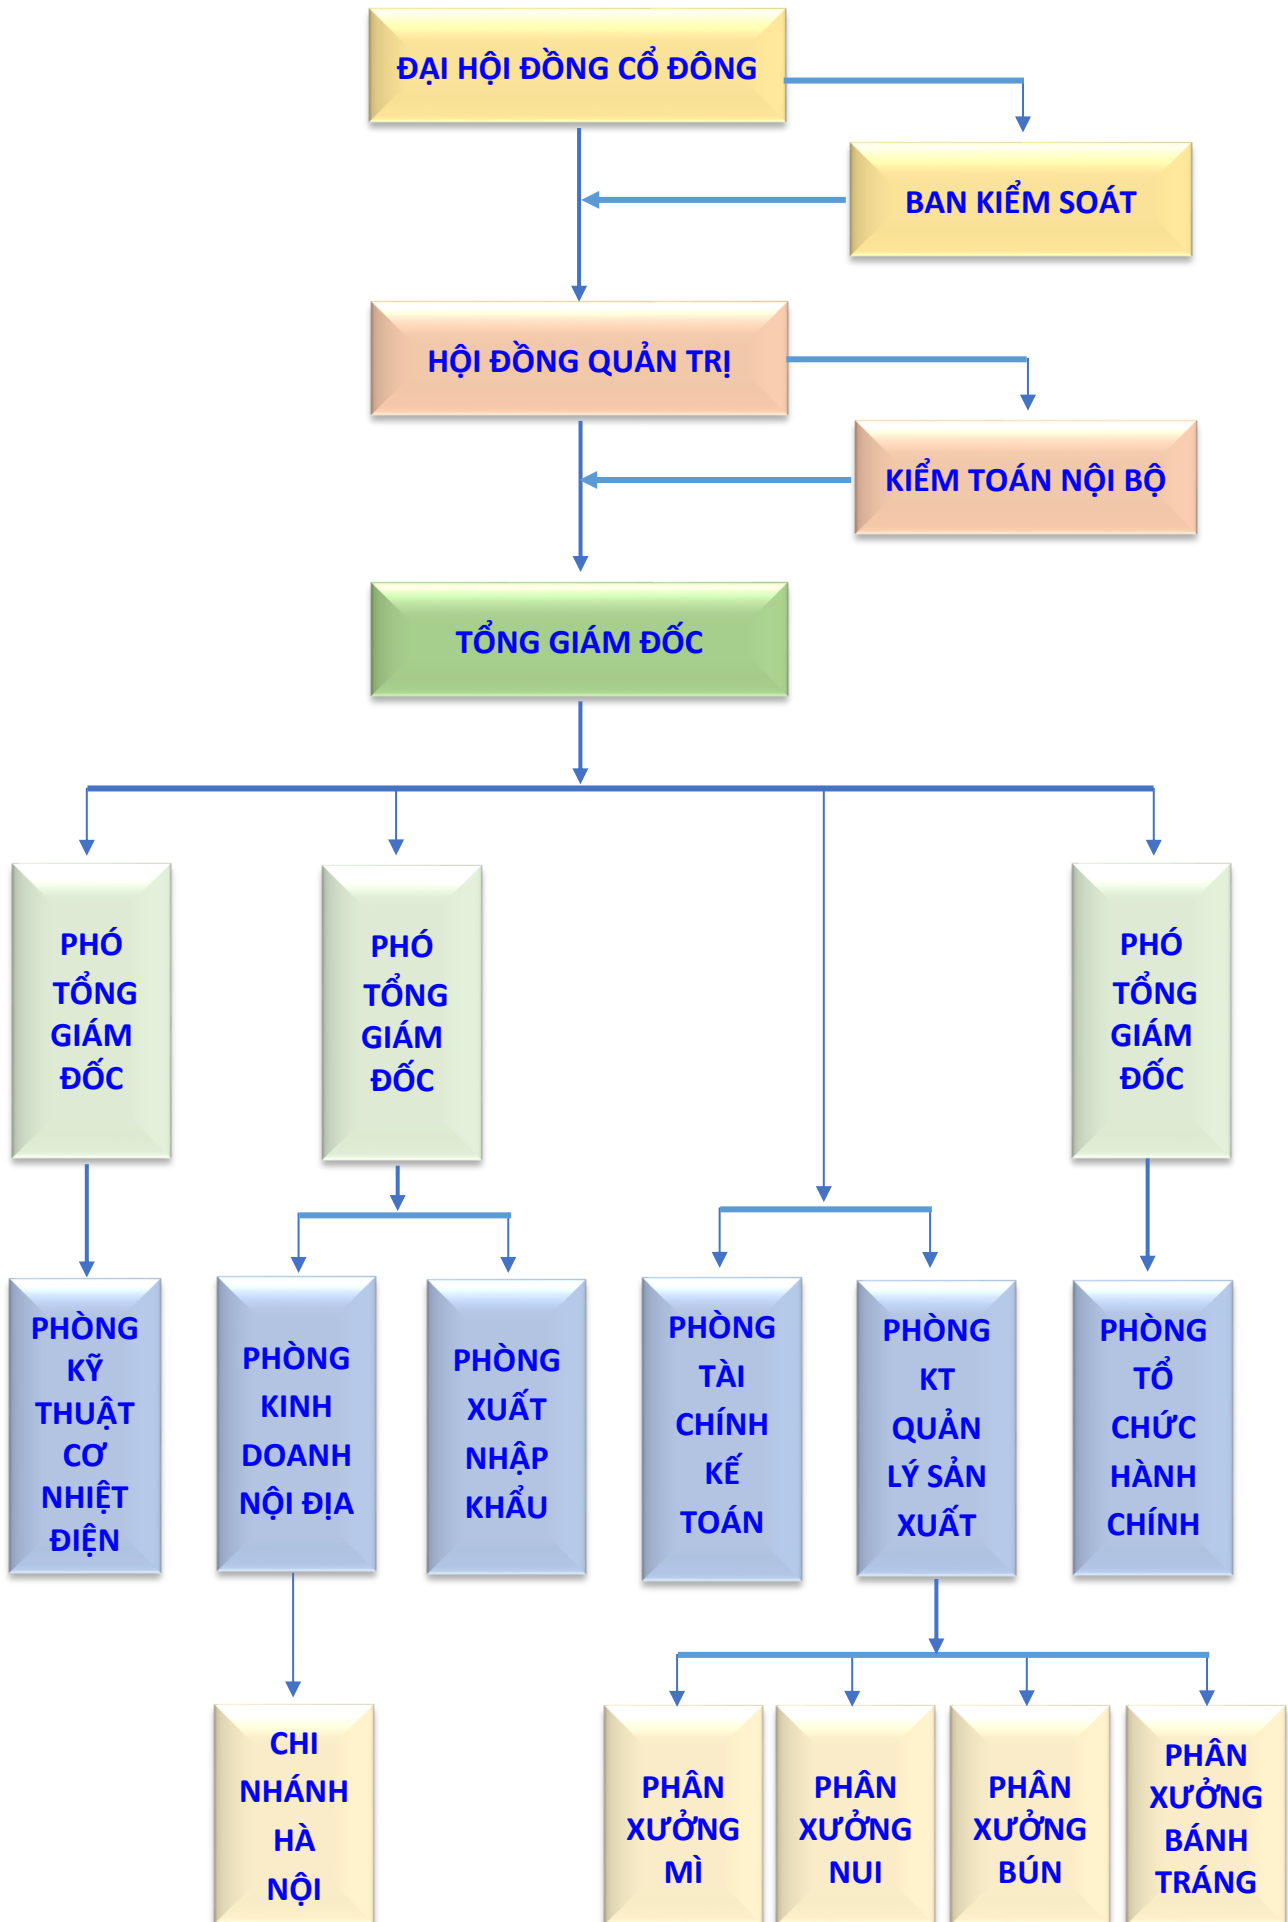 ĐẠI HỘI ĐỒNG CỔ ĐÔNG
BAN KIỂM SOÁT
HỘI ĐỒNG QUẢN TRỊ
KIỂM TOÁN NỘI BỘ
TỔNG GIÁM ĐỐC
PHÓ
TỔNG
GIÁM
ĐỐC
PHÓ
TỔNG
GIÁM
ĐỐC
PHÓ
TỔNG
GIÁM
ĐỐC
PHÒNG
KỸ
THUẬT
CƠ
NHIỆT
ĐIỆN
PHÒNG
KINH
DOANH
NỘI ĐỊA
PHÒNG
XUẤT
NHẬP
KHẨU
PHÒNG
TÀI
CHÍNH
KẾ
TOÁN
PHÒNG
KT
QUẢN
LÝ SẢN
XUẤT
PHÒNG
TỔ
CHỨC
HÀNH
CHÍNH
CHI
NHÁNH
HÀ
NỘI
PHÂN
XƯỞNG
MÌ
PHÂN
XƯỞNG
NUI
PHÂN
XƯỞNG
BÚN
PHÂN
XƯỞNG
BÁNH
TRÁNG